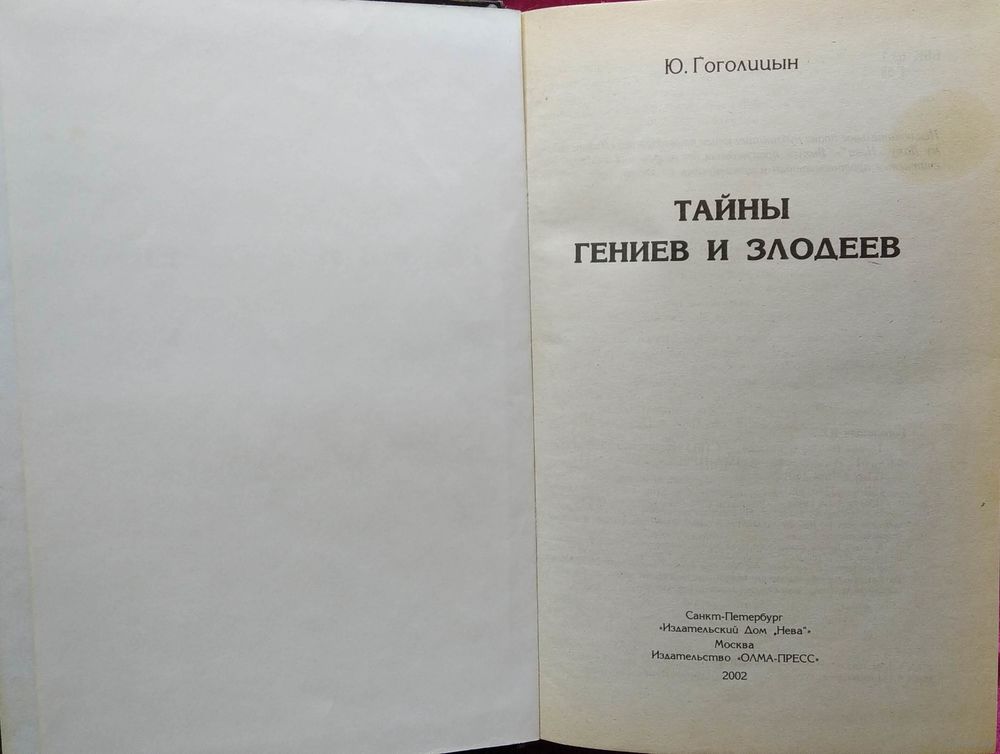 Ю. Гоголицын
ТАЙНЫ
ГЕНИЕВ И ЗЛОДЕЕВ
Санкт-Петербург
«Издательский Дом „Нева"»
Москва
Издательство «ОЛМА-ПРЕСС»
2002